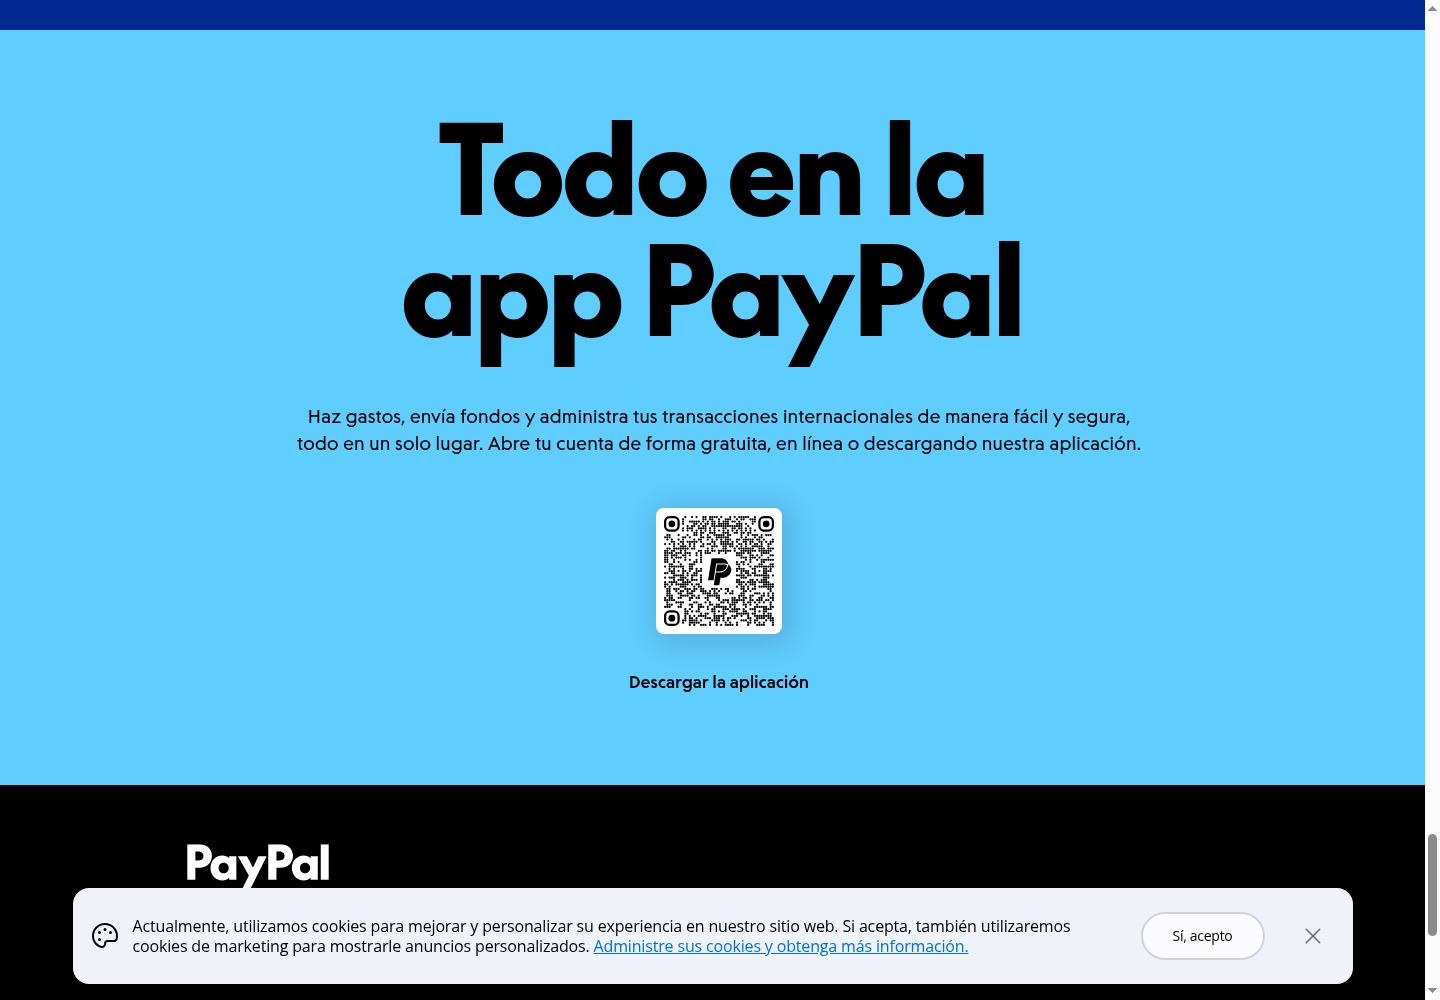 Todo en la
app PayPal
Haz gastos, envía fondos y administra tus transacciones internacionales de manera fácil y segura,
todo en un solo lugar. Abre tu cuenta de forma gratuita, en línea o descargando nuestra aplicación.
Descargar la aplicación
PayPal
Actualmente, utilizamos cookies para mejorar y personalizar su experiencia en nuestro sitio web. Si acepta, también utilizaremos
cookies de marketing para mostrarle anuncios personalizados. Administre sus cookies y obtenga más información.
Sí, acepto